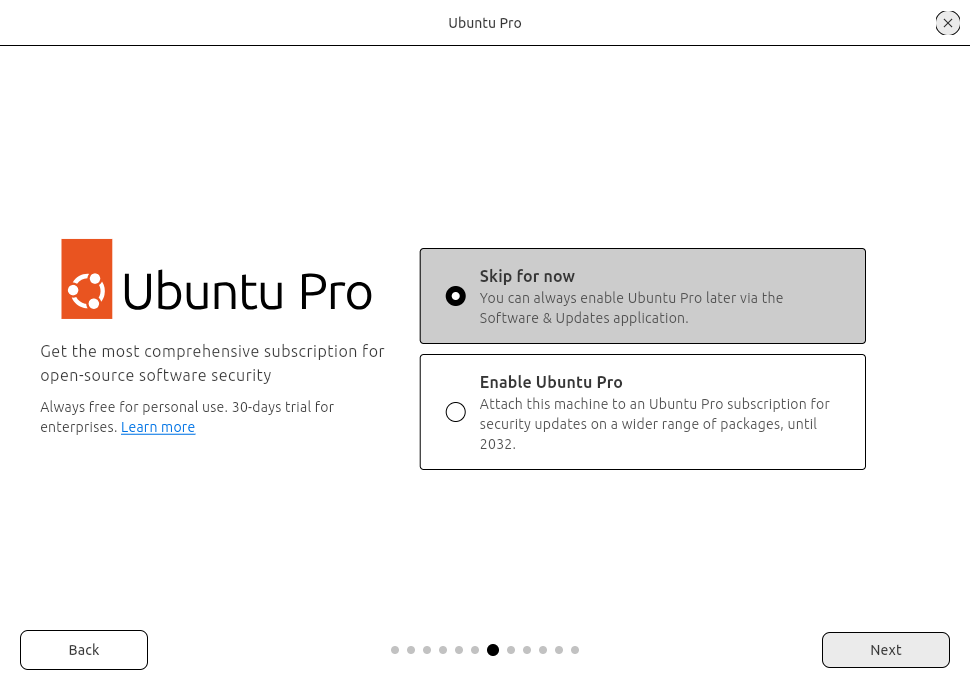 Ubuntu Pro
Ubuntu Pro
Get the most comprehensive subscription for
open-source software security
Always free for personal use. 30-days trial for
enterprises. Learn more
Skip for now
You can always enable Ubuntu Pro later via the
Software & Updates application.
Enable Ubuntu Pro
Attach this machine to an Ubuntu Pro subscription for
security updates on a wider range of packages, until
2032.
Back
Next